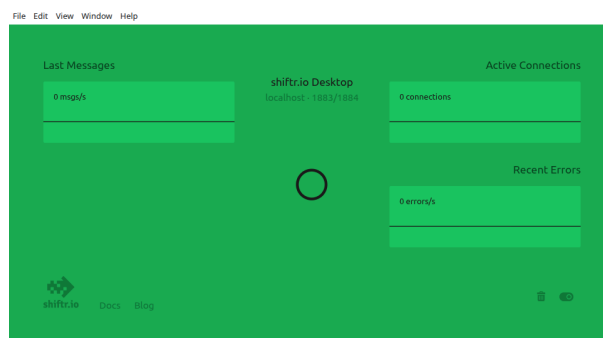 File Edit View Window Help
Last Messages
0 msgs/s
shiftr.io Desktop
localhost - 1883/1884
Active Connections
0 connections
Recent Errors
0 errors/s
shiftr.io Docs Blog